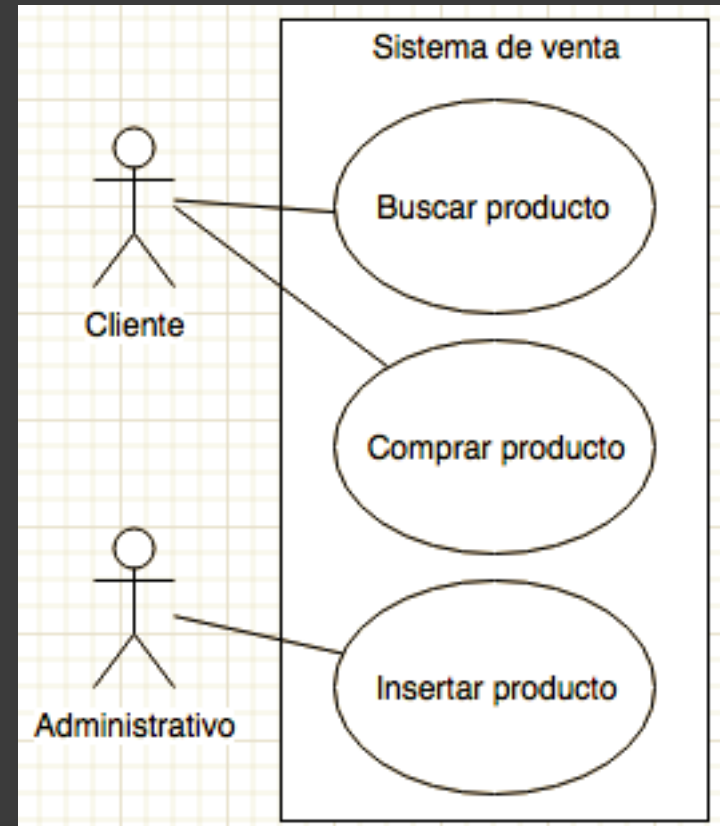 Sistema de venta
Buscar producto
Cliente
Comprar producto
Insertar producto
Administrativo